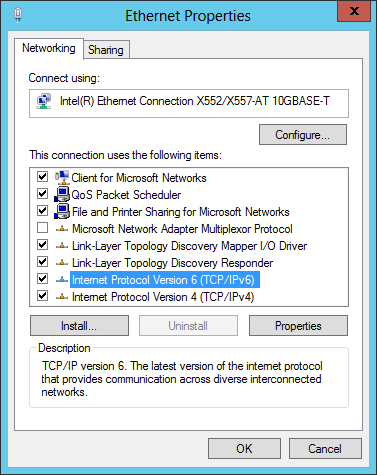 Ethernet Properties
X
Networking
Sharing
Connect using:
Intel(R) Ethernet Connection X552/X557-AT 10GBASE-T
Configure...
This connection uses the following items:
Client for Microsoft Networks
QoS Packet Scheduler
File and Printer Sharing for Microsoft Networks
Microsoft Network Adapter Multiplexor Protocol
Link-Layer Topology Discovery Mapper I/O Driver
Link-Layer Topology Discovery Responder
Internet Protocol Version 6 (TCP/IPv6)
Internet Protocol Version 4 (TCP/IPv4)
Install...
Uninstall
Properties
Description
TCP/IP version 6. The latest version of the internet protocol
that provides communication across diverse interconnected
networks.
OK
Cancel